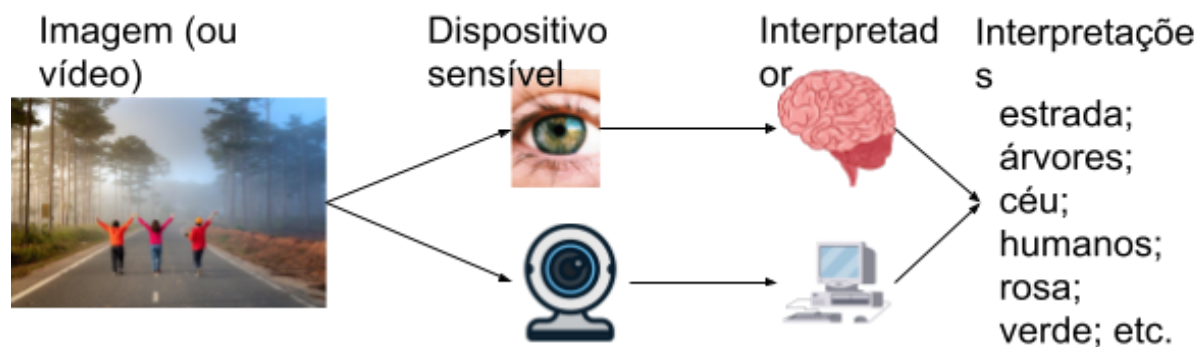 Imagem (ou
vídeo)
Dispositivo
sensível
Interpretad
or
Interpretaçõe
s
estrada;
árvores;
céu;
humanos;
rosa;
verde; etc.